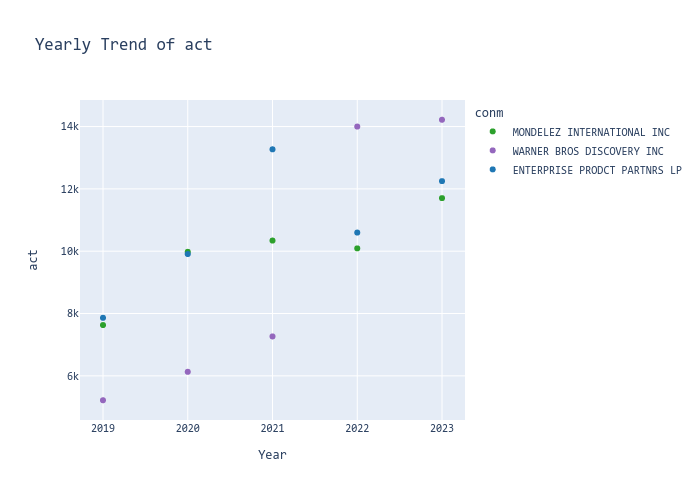 Yearly Trend of act
conm
MONDELEZ INTERNATIONAL INC
WARNER BROS DISCOVERY INC
ENTERPRISE PRODCT PARTNRS LP
14k
12k
10k
8k
6k
act
2019 2020 2021 2022 2023
Year